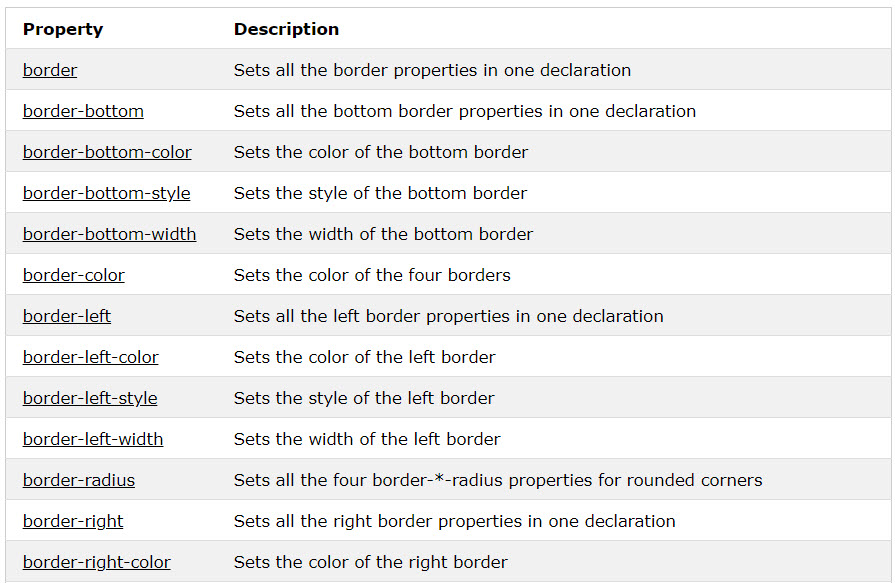 Property Description
border Sets all the border properties in one declaration
border-bottom Sets all the bottom border properties in one declaration
border-bottom-color Sets the color of the bottom border
border-bottom-style Sets the style of the bottom border
border-bottom-width Sets the width of the bottom border
border-color Sets the color of the four borders
border-left Sets all the left border properties in one declaration
border-left-color Sets the color of the left border
border-left-style Sets the style of the left border
border-left-width Sets the width of the left border
border-radius Sets all the four border-*-radius properties for rounded corners
border-right Sets all the right border properties in one declaration
border-right-color Sets the color of the right border